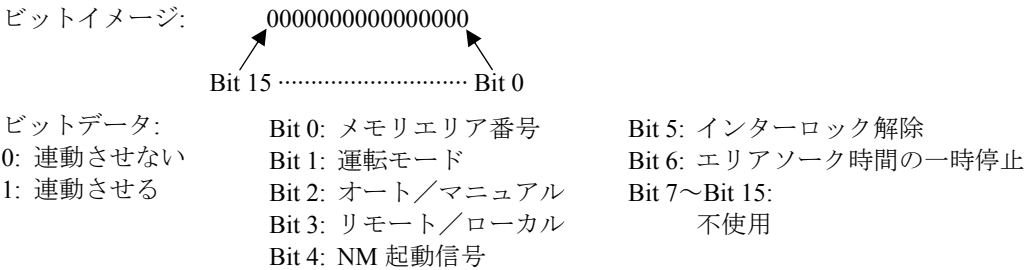 ビットイメージ: 0000000000000000
Bit 15 ····························· Bit 0
ビットデータ:
0: 連動させない
1: 連動させる
Bit 0: メモリエリア番号
Bit 1: 運転モード
Bit 2: オート／マニュアル
Bit 3: リモート／ローカル
Bit 4: NM 起動信号
Bit 5: インターロック解除
Bit 6: エリアソーク時間の一時停止
Bit 7～Bit 15:
不使用